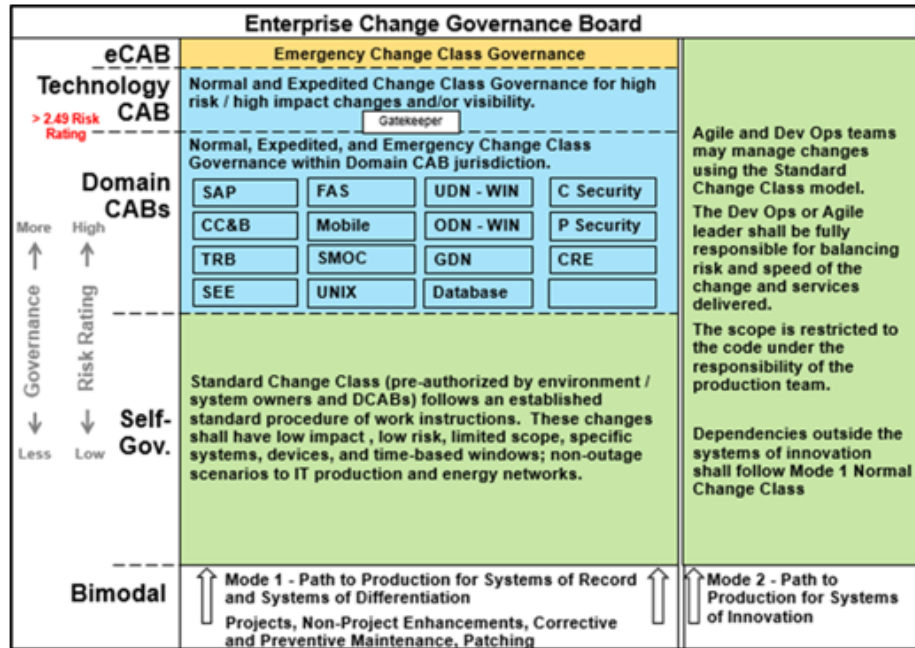 Enterprise Change Governance Board
eCAB
Emergency Change Class Governance
Technology
CAB
> 2.49 Risk
Rating
Normal and Expedited Change Class Governance for high
risk / high impact changes and/or visibility.
Gatekeeper
Domain
CABs
Normal, Expedited, and Emergency Change Class
Governance within Domain CAB jurisdiction.
SAP
FAS
UDN - WIN
C Security
CC&B
Mobile
ODN - WIN
P Security
TRB
SMOC
GDN
CRE
SEE
UNIX
Database
More
High
Governance
Risk Rating
Less
Low
Self-
Gov.
Standard Change Class (pre-authorized by environment /
system owners and DCABs) follows an established
standard procedure of work instructions. These changes
shall have low impact , low risk, limited scope, specific
systems, devices, and time-based windows; non-outage
scenarios to IT production and energy networks.
Agile and Dev Ops teams
may manage changes
using the Standard
Change Class model.
The Dev Ops or Agile
leader shall be fully
responsible for balancing
risk and speed of the
change and services
delivered.
The scope is restricted to
the code under the
responsibility of the
production team.
Dependencies outside the
systems of innovation
shall follow Mode 1 Normal
Change Class
Bimodal
Mode 1 - Path to Production for Systems of Record
and Systems of Differentiation
Projects, Non-Project Enhancements, Corrective
and Preventive Maintenance, Patching
Mode 2 - Path to
Production for Systems
of Innovation